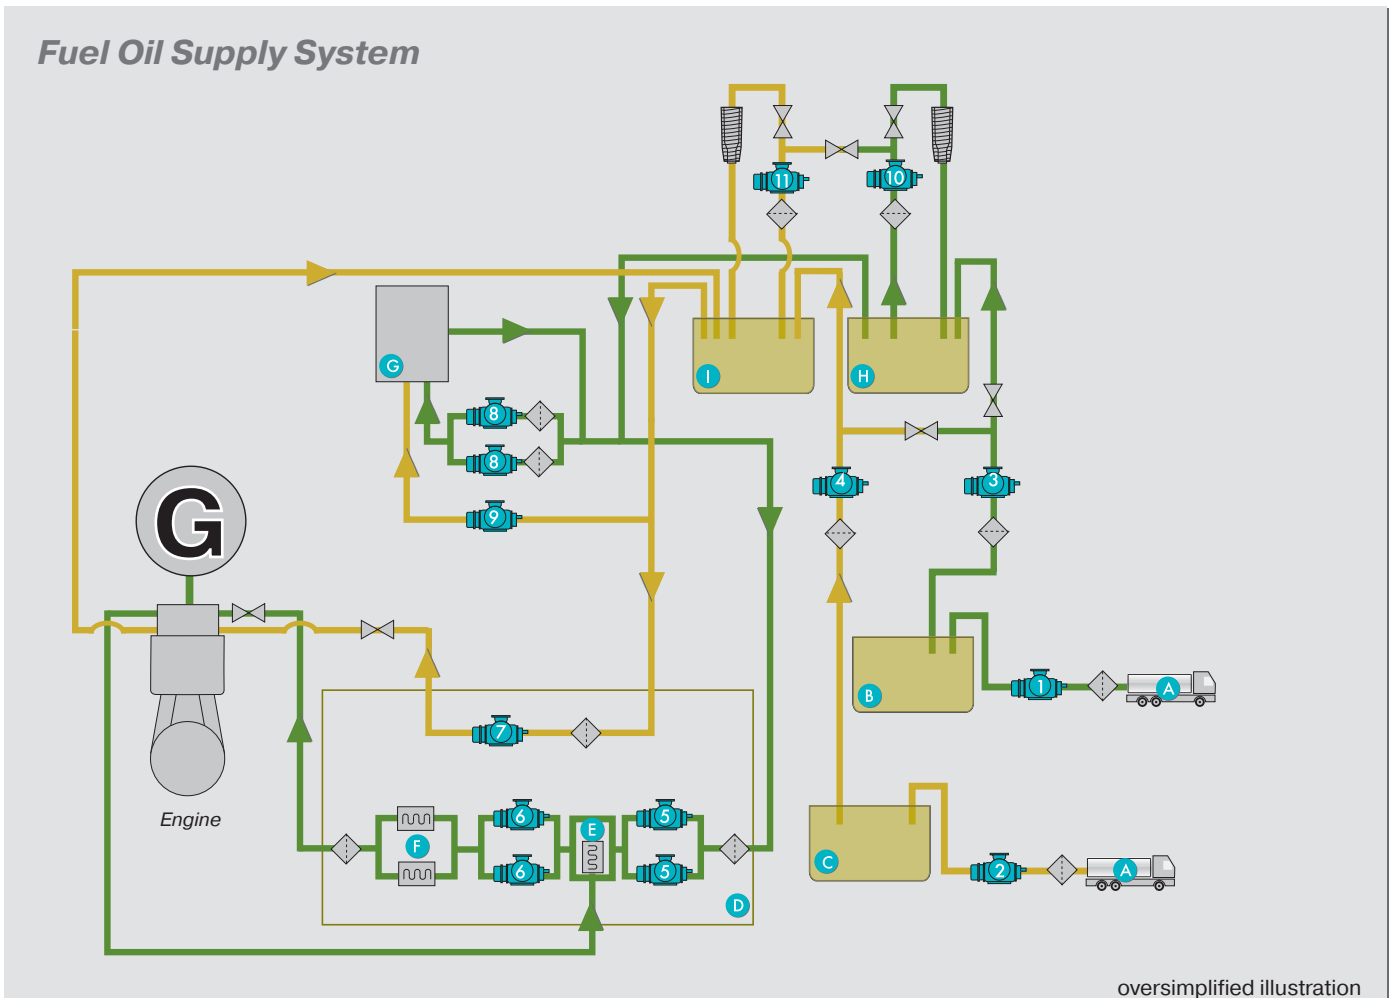 Fuel Oil Supply System
11
10
I
H
G
8
8
9
4
3
G
B
1
A
7
Engine
6
E
5
F
6
5
C
2
A
D
oversimplified illustration